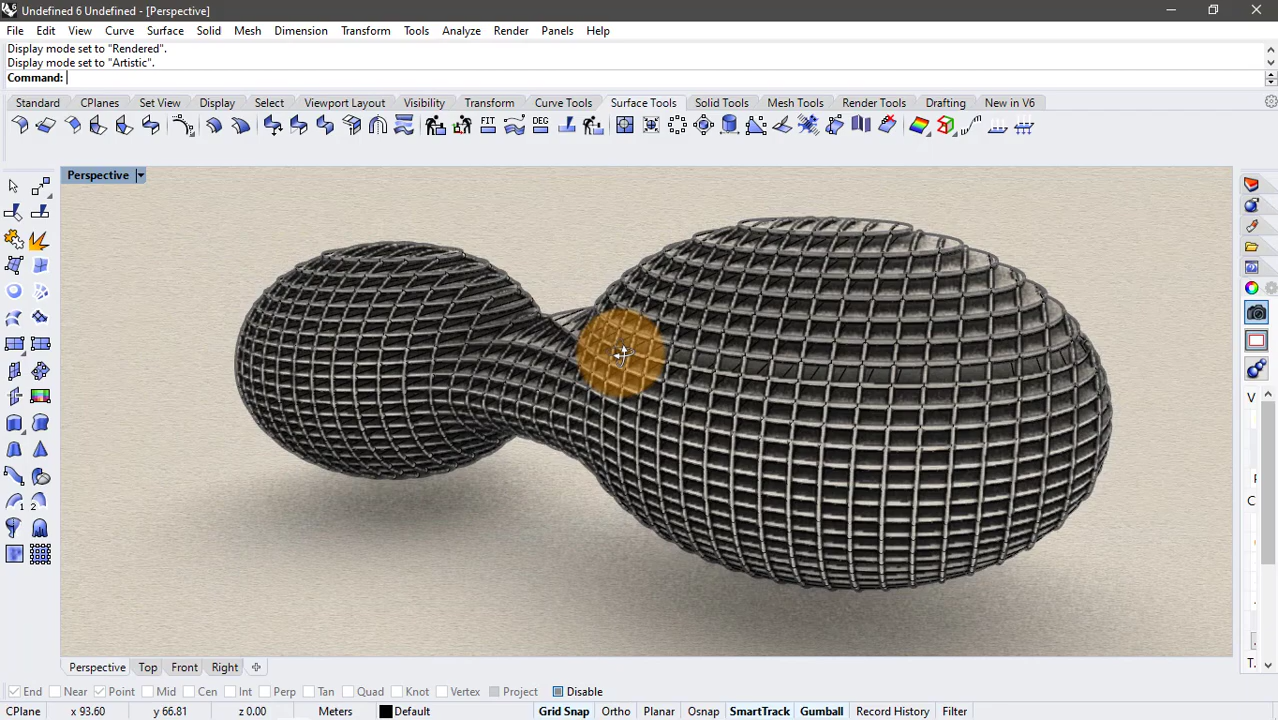 Undefined 6 Undefined - [Perspective]
File Edit View Curve Surface Solid Mesh Dimension Transform Tools Analyze Render Panels Help
Display mode set to "Rendered".
Display mode set to "Artistic".
Command:
Standard CPlanes Set View Display Select Viewport Layout Visibility Transform Curve Tools Surface Tools Solid Tools Mesh Tools Render Tools Drafting New in V6
FIT DEG
Perspective
V
C
T.
Perspective Top Front Right
End Near Point Mid Cen Int Perp Tan Quad Knot Vertex Project Disable
CPlane x 93.60 y 66.81 z 0.00 Meters Default Grid Snap Ortho Planar Osnap SmartTrack Gumball Record History Filter